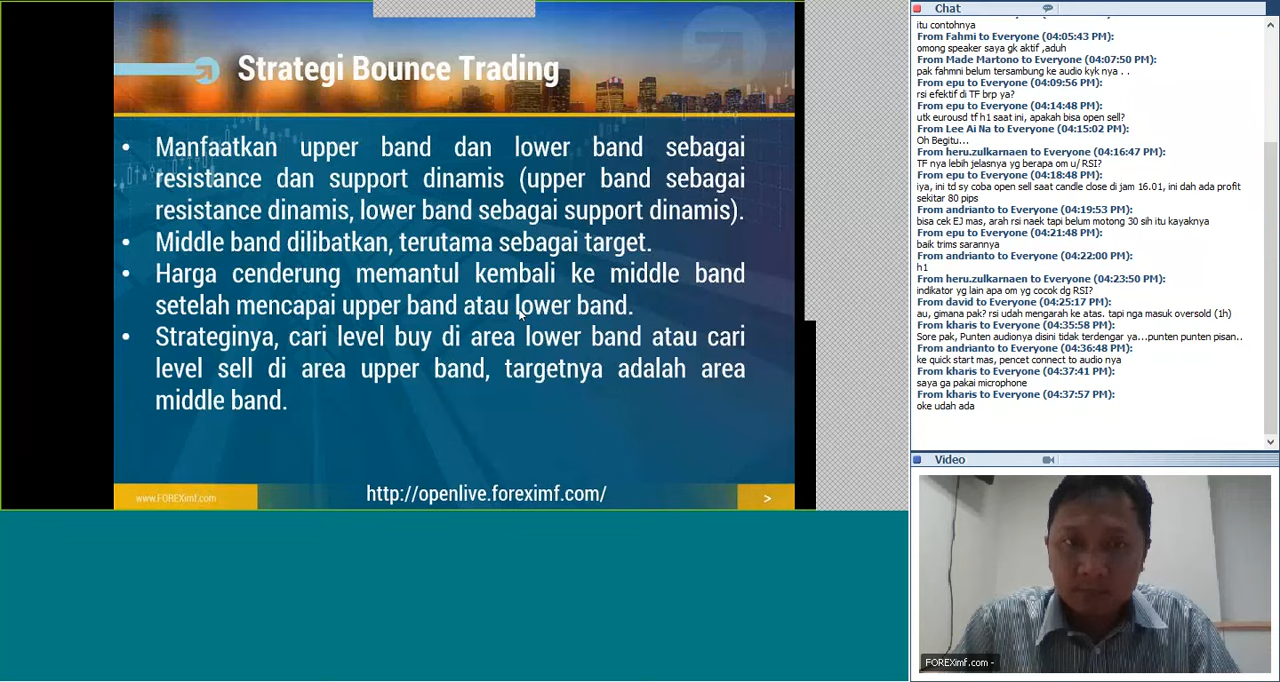 Strategi Bounce Trading
• Manfaatkan upper band dan lower band sebagai
resistance dan support dinamis (upper band sebagai
resistance dinamis, lower band sebagai support dinamis).
• Middle band dilibatkan, terutama sebagai target.
• Harga cenderung memantul kembali ke middle band
setelah mencapai upper band atau lower band.
• Strateginya, cari level buy di area lower band atau cari
level sell di area upper band, targetnya adalah area
middle band.
www.FOREXimf.com
http://openlive.foreximf.com/
>
Chat
itu contohnya
From Fahmi to Everyone (04:05:43 PM):
omong speaker saya gk aktif ,aduh
From Made Martono to Everyone (04:07:50 PM):
pak fahmni belum tersambung ke audio kyk nya . .
From epu to Everyone (04:09:56 PM):
rsi efektif di TF brp ya?
From epu to Everyone (04:14:48 PM):
utk eurousd tf h1 saat ini, apakah bisa open sell?
From Lee Ai Na to Everyone (04:15:02 PM):
Oh Begitu...
From heru.zulkarnaen to Everyone (04:16:47 PM):
TF nya lebih jelasnya yg berapa om u/ RSI?
From epu to Everyone (04:18:48 PM):
iya, ini td sy coba open sell saat candle close di jam 16.01, ini dah ada profit
sekitar 80 pips
From andrianto to Everyone (04:19:53 PM):
bisa cek EJ mas, arah rsi naek tapi belum motong 30 sih itu kayaknya
From epu to Everyone (04:21:48 PM):
baik trims sarannya
From andrianto to Everyone (04:22:00 PM):
h1
From heru.zulkarnaen to Everyone (04:23:50 PM):
indikator yg lain apa om yg cocok dg RSI?
From david to Everyone (04:25:17 PM):
au, gimana pak? rsi udah mengarah ke atas. tapi nga masuk oversold (1h)
From kharis to Everyone (04:35:58 PM):
Sore pak, Punten audionya disini tidak terdengar ya...punten punten pisan..
From andrianto to Everyone (04:36:48 PM):
ke quick start mas, pencet connect to audio nya
From kharis to Everyone (04:37:41 PM):
saya ga pakai microphone
From kharis to Everyone (04:37:57 PM):
oke udah ada
Video
FOREXimf.com -